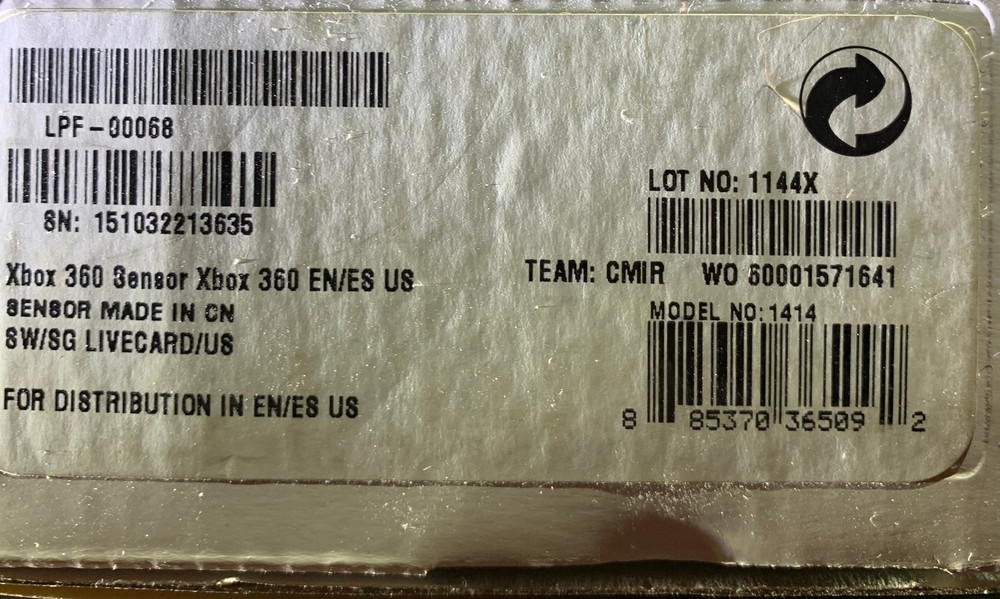 LPF-00068
SN: 151032213635
Xbox 360 Sensor Xbox 360 EN/ES US
SENSOR MADE IN CN
SW/SG LIVECARD/US
FOR DISTRIBUTION IN EN/ES US
LOT NO: 1144X
TEAM: CMIR WO 60001571641
MODEL NO: 1414
8 85370 36509 2